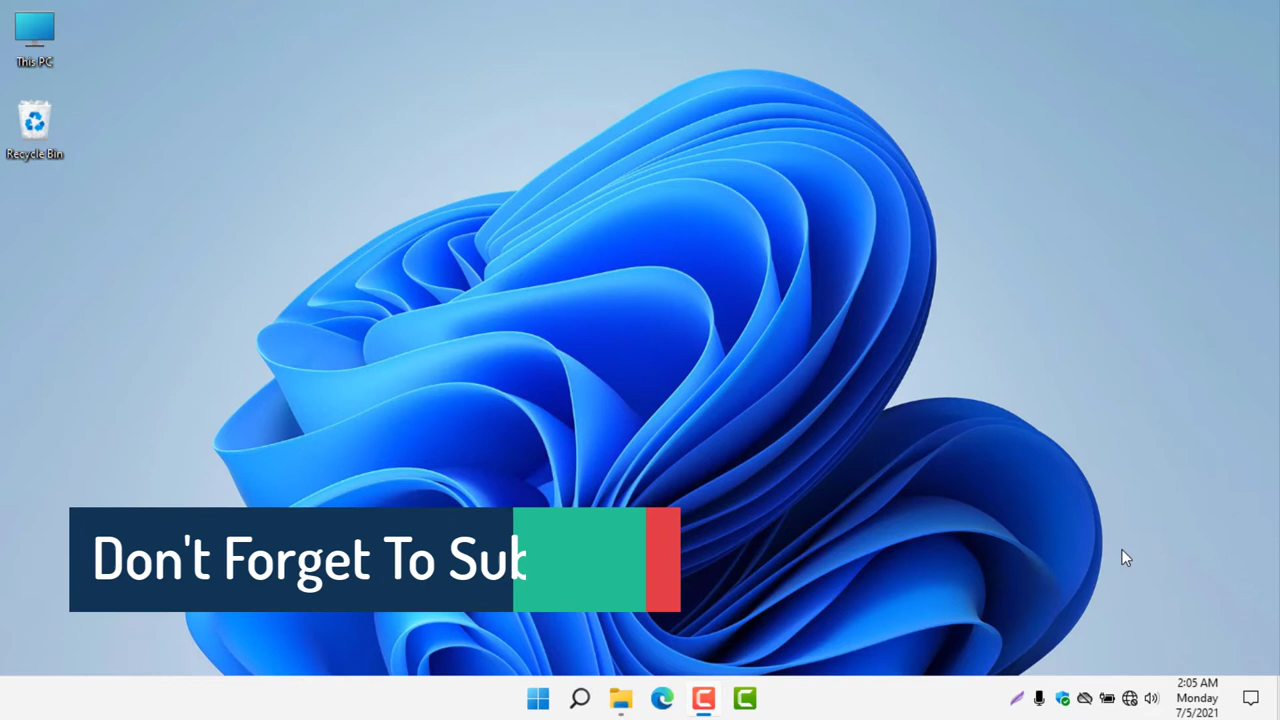 This PC
Recycle Bin
Don't Forget To Sub
2:05 AM
Monday
7/5/2021